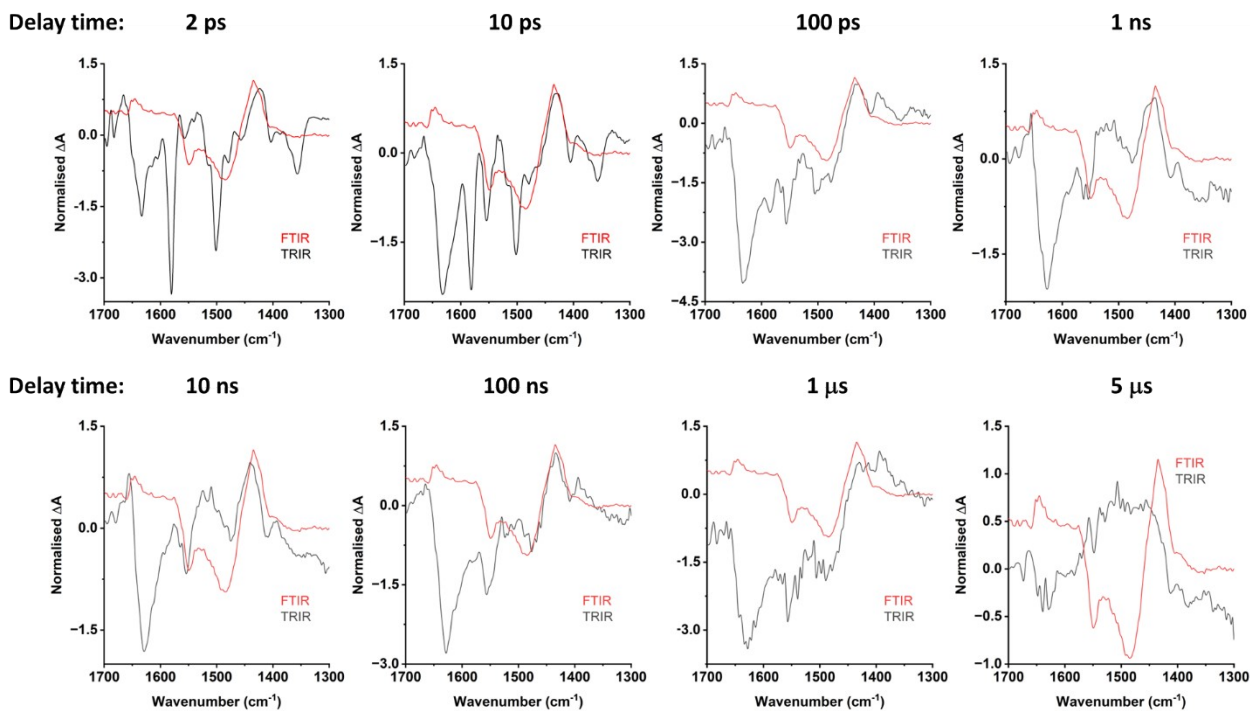 Delay time: 2 ps 10 ps 100 ps 1 ns
1.5 1.5 1.5 1.5
0.0 0.0 0.0 0.0
−1.5 −1.5 −1.5 −1.5
−3.0 −3.0
−4.5
Normalised ΔA Normalised ΔA Normalised ΔA Normalised ΔA
FTIR FTIR FTIR FTIR
TRIR TRIR TRIR TRIR
1700 1600 1500 1400 1300 1700 1600 1500 1400 1300 1700 1600 1500 1400 1300 1700 1600 1500 1400 1300
Wavenumber (cm⁻¹) Wavenumber (cm⁻¹) Wavenumber (cm⁻¹) Wavenumber (cm⁻¹)
Delay time: 10 ns 100 ns 1 μs 5 μs
1.5 1.5 1.5 1.5
1.0
0.5
0.0 0.0 0.0 0.0
−0.5
−1.5 −1.5 −1.5 −1.0
−3.0 −3.0
Normalised ΔA Normalised ΔA Normalised ΔA Normalised ΔA
FTIR FTIR FTIR FTIR
TRIR TRIR TRIR TRIR
1700 1600 1500 1400 1300 1700 1600 1500 1400 1300 1700 1600 1500 1400 1300 1700 1600 1500 1400 1300
Wavenumber (cm⁻¹) Wavenumber (cm⁻¹) Wavenumber (cm⁻¹) Wavenumber (cm⁻¹)